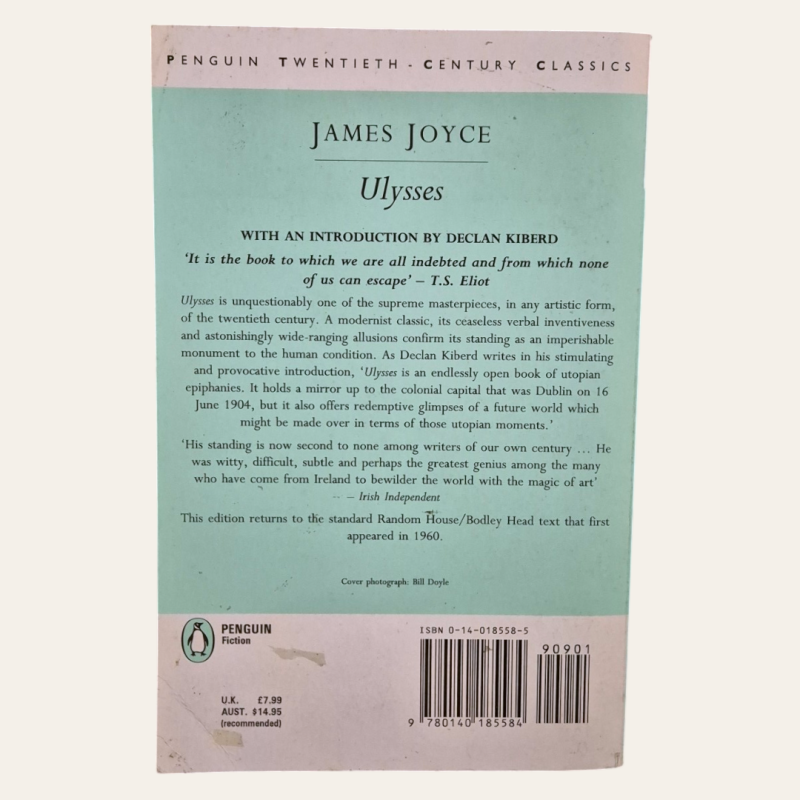 PENGUIN TWENTIETH-CENTURY CLASSICS
JAMES JOYCE
Ulysses
WITH AN INTRODUCTION BY DECLAN KIBERD
‘It is the book to which we are all indebted and from which none
of us can escape’ – T.S. Eliot
Ulysses is unquestionably one of the supreme masterpieces, in any artistic form,
of the twentieth century. A modernist classic, its ceaseless verbal inventiveness
and astonishingly wide-ranging allusions confirm its standing as an imperishable
monument to the human condition. As Declan Kiberd writes in his stimulating
and provocative introduction, ‘Ulysses is an endlessly open book of utopian
epiphanies. It holds a mirror up to the colonial capital that was Dublin on 16
June 1904, but it also offers redemptive glimpses of a future world which
might be made over in terms of those utopian moments.’
‘His standing is now second to none among writers of our own century … He
was witty, difficult, subtle and perhaps the greatest genius among the many
who have come from Ireland to bewilder the world with the magic of art’
– Irish Independent
This edition returns to the standard Random House/Bodley Head text that first
appeared in 1960.
Cover photograph: Bill Doyle
PENGUIN
Fiction
U.K. £7.99
AUST. $14.95
(recommended)
ISBN 0-14-018558-5
90901
9 780140 185584